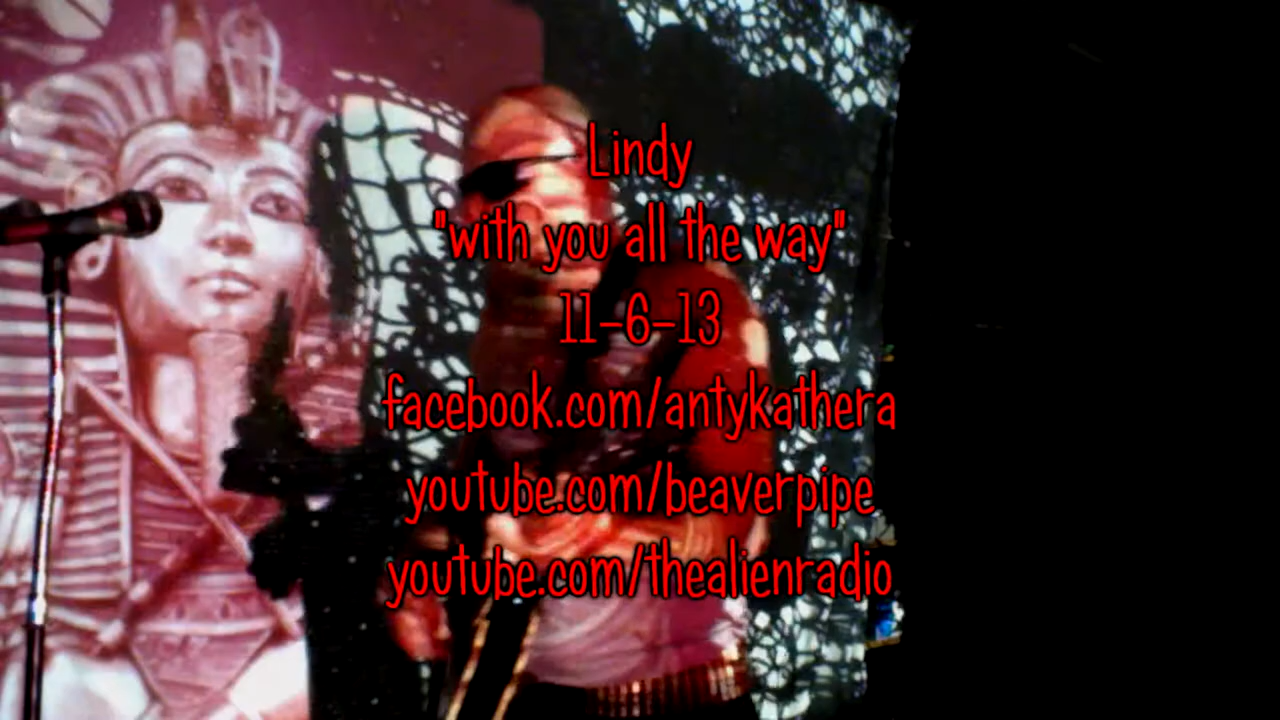 Lindy
"with you all the way"
11-6-13
facebook.com/antykathera
youtube.com/beaverpipe
youtube.com/thealienradio